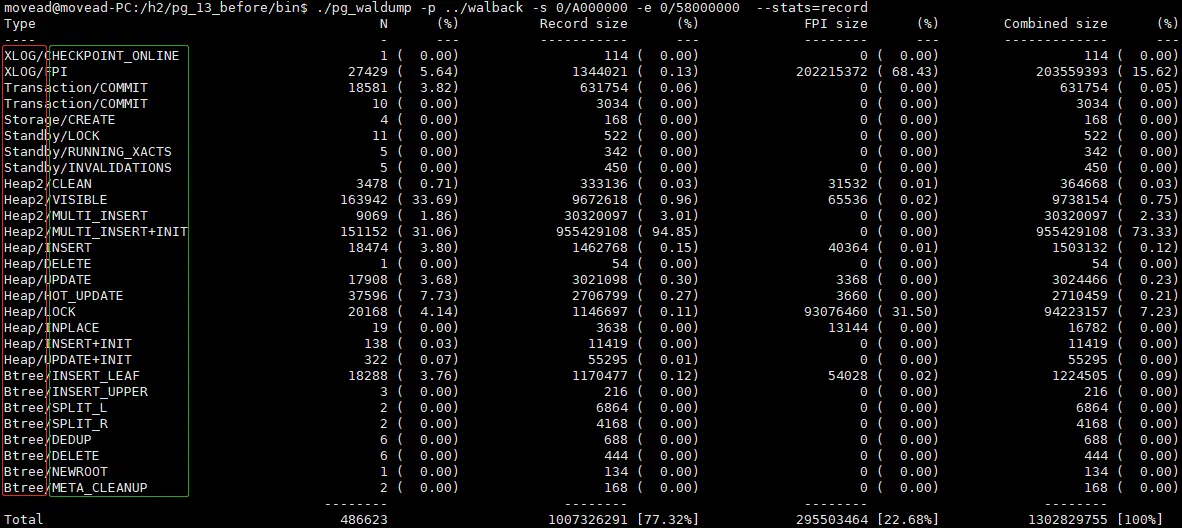 movead@movead-PC:/h2/pg_13_before/bin$ ./pg_waldump -p ../walback -s 0/A000000 -e 0/58000000  --stats=record
Type                                           N      (%)          Record size      (%)             FPI size      (%)        Combined size      (%)
----                                           -      ---          -----------      ---             --------      ---        -------------      ---
XLOG/CHECKPOINT_ONLINE                         1 (  0.00)                  114 (  0.00)                    0 (  0.00)                  114 (  0.00)
XLOG/FPI                                   27429 (  5.64)              1344021 (  0.13)            202215372 ( 68.43)            203559393 ( 15.62)
Transaction/COMMIT                         18581 (  3.82)               631754 (  0.06)                    0 (  0.00)               631754 (  0.05)
Transaction/COMMIT                            10 (  0.00)                 3034 (  0.00)                    0 (  0.00)                 3034 (  0.00)
Storage/CREATE                                 4 (  0.00)                  168 (  0.00)                    0 (  0.00)                  168 (  0.00)
Standby/LOCK                                  11 (  0.00)                  522 (  0.00)                    0 (  0.00)                  522 (  0.00)
Standby/RUNNING_XACTS                          5 (  0.00)                  342 (  0.00)                    0 (  0.00)                  342 (  0.00)
Standby/INVALIDATIONS                          5 (  0.00)                  450 (  0.00)                    0 (  0.00)                  450 (  0.00)
Heap2/CLEAN                                 3478 (  0.71)               333136 (  0.03)                31532 (  0.01)               364668 (  0.03)
Heap2/VISIBLE                             163942 ( 33.69)              9672618 (  0.96)                65536 (  0.02)              9738154 (  0.75)
Heap2/MULTI_INSERT                          9069 (  1.86)             30320097 (  3.01)                    0 (  0.00)             30320097 (  2.33)
Heap2/MULTI_INSERT+INIT                   151152 ( 31.06)            955429108 ( 94.85)                    0 (  0.00)            955429108 ( 73.33)
Heap/INSERT                                18474 (  3.80)              1462768 (  0.15)                40364 (  0.01)              1503132 (  0.12)
Heap/DELETE                                    1 (  0.00)                   54 (  0.00)                    0 (  0.00)                   54 (  0.00)
Heap/UPDATE                                17908 (  3.68)              3021098 (  0.30)                 3368 (  0.00)              3024466 (  0.23)
Heap/HOT_UPDATE                            37596 (  7.73)              2706799 (  0.27)                 3660 (  0.00)              2710459 (  0.21)
Heap/LOCK                                  20168 (  4.14)              1146697 (  0.11)             93076460 ( 31.50)             94223157 (  7.23)
Heap/INPLACE                                  19 (  0.00)                 3638 (  0.00)                13144 (  0.00)                16782 (  0.00)
Heap/INSERT+INIT                             138 (  0.03)                11419 (  0.00)                    0 (  0.00)                11419 (  0.00)
Heap/UPDATE+INIT                             322 (  0.07)                55295 (  0.01)                    0 (  0.00)                55295 (  0.00)
Btree/INSERT_LEAF                          18288 (  3.76)              1170477 (  0.12)                54028 (  0.02)              1224505 (  0.09)
Btree/INSERT_UPPER                             3 (  0.00)                  216 (  0.00)                    0 (  0.00)                  216 (  0.00)
Btree/SPLIT_L                                  2 (  0.00)                 6864 (  0.00)                    0 (  0.00)                 6864 (  0.00)
Btree/SPLIT_R                                  2 (  0.00)                 4168 (  0.00)                    0 (  0.00)                 4168 (  0.00)
Btree/DEDUP                                    6 (  0.00)                  688 (  0.00)                    0 (  0.00)                  688 (  0.00)
Btree/DELETE                                   6 (  0.00)                  444 (  0.00)                    0 (  0.00)                  444 (  0.00)
Btree/NEWROOT                                  1 (  0.00)                  134 (  0.00)                    0 (  0.00)                  134 (  0.00)
Btree/META_CLEANUP                             2 (  0.00)                  168 (  0.00)                    0 (  0.00)                  168 (  0.00)
                                        --------                      --------                      --------                      --------
Total                                     486623                    1007326291 [77.32%]            295503464 [22.68%]           1302829755 [100%]